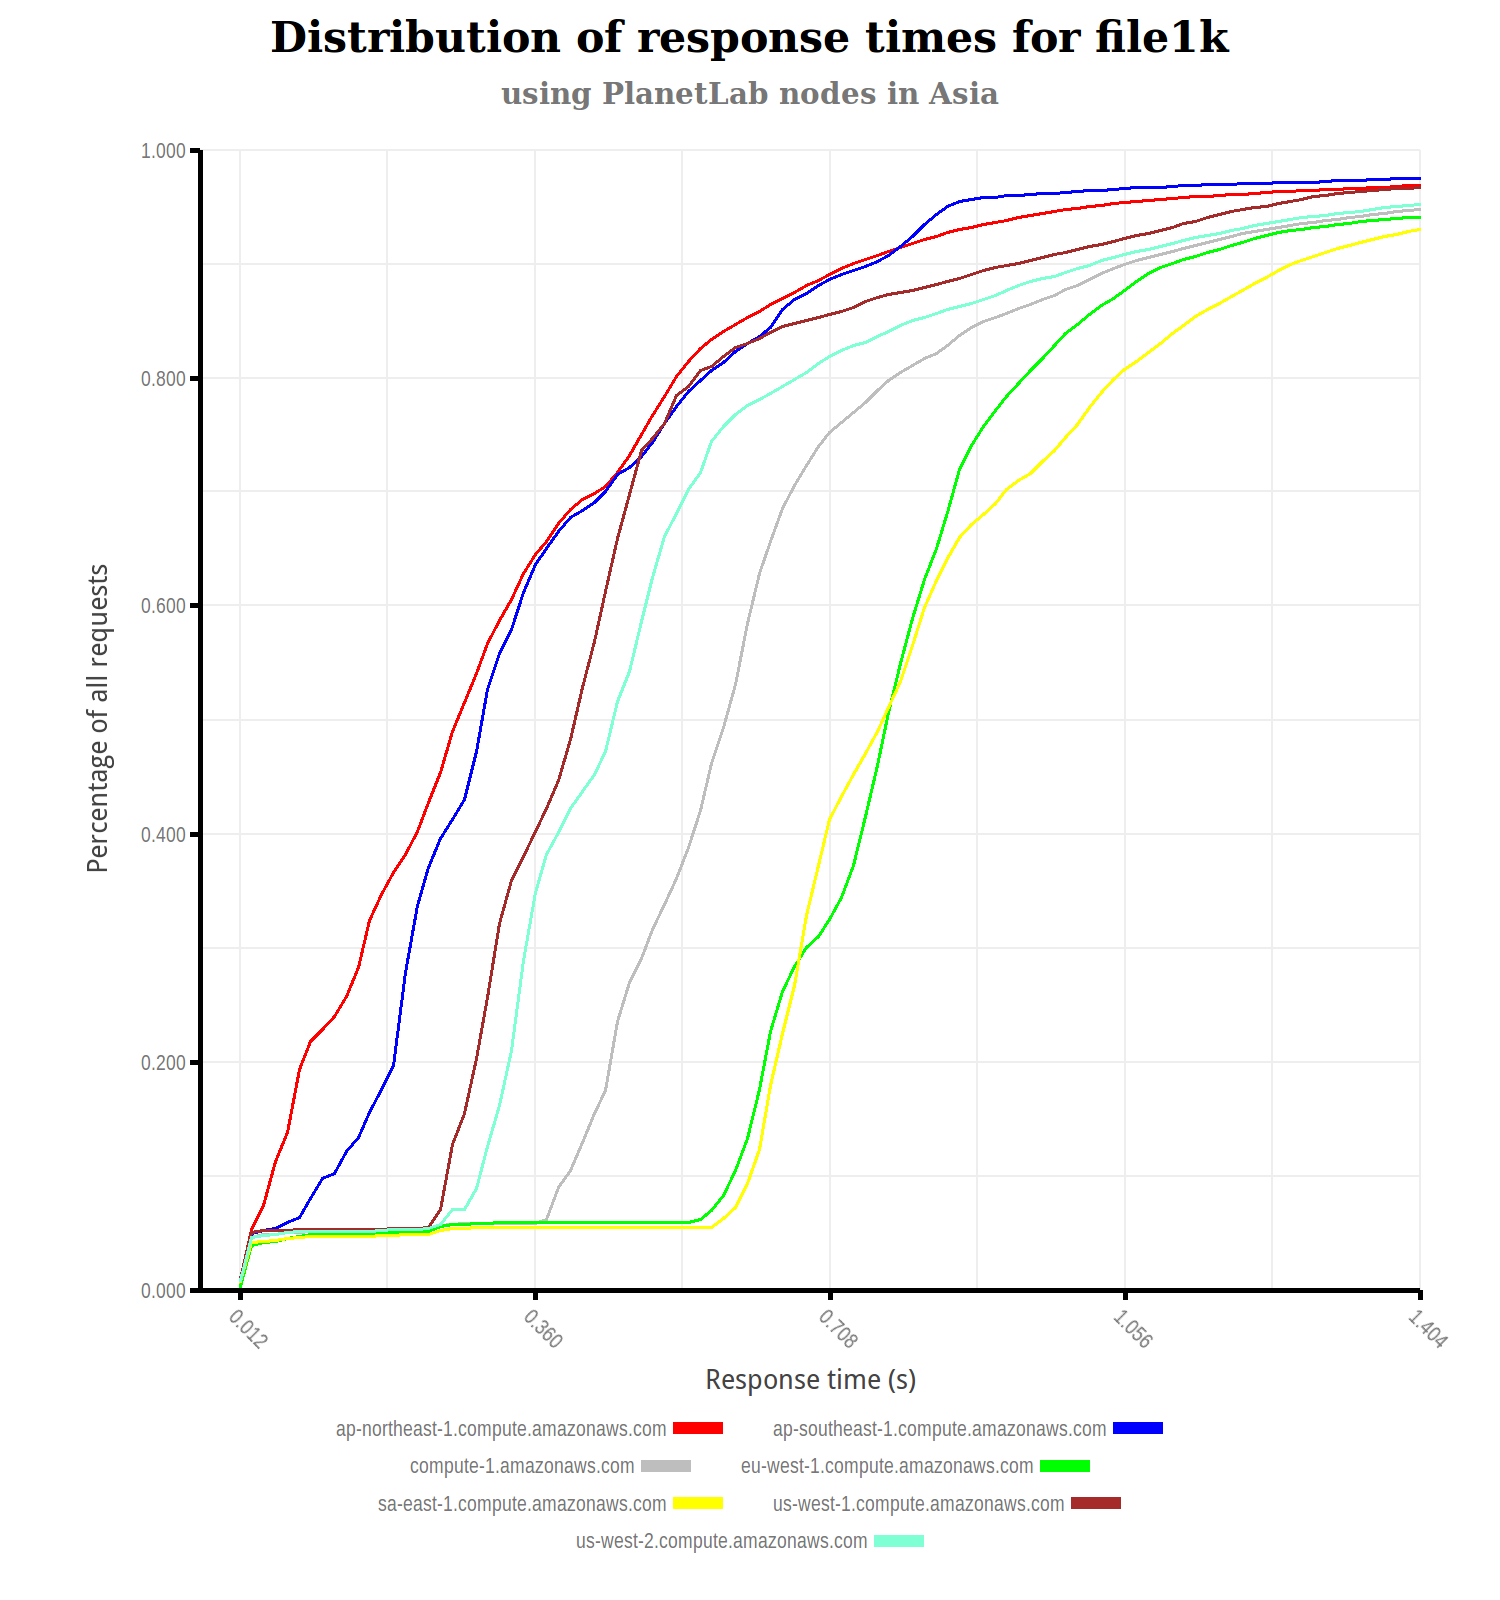 Distribution of response times for file1k
using PlanetLab nodes in Asia
1.000
0.800
0.600
0.400
0.200
0.000
Percentage of all requests
0.012 0.360 0.708 1.056 1.404
Response time (s)
ap-northeast-1.compute.amazonaws.com ap-southeast-1.compute.amazonaws.com
compute-1.amazonaws.com eu-west-1.compute.amazonaws.com
sa-east-1.compute.amazonaws.com us-west-1.compute.amazonaws.com
us-west-2.compute.amazonaws.com